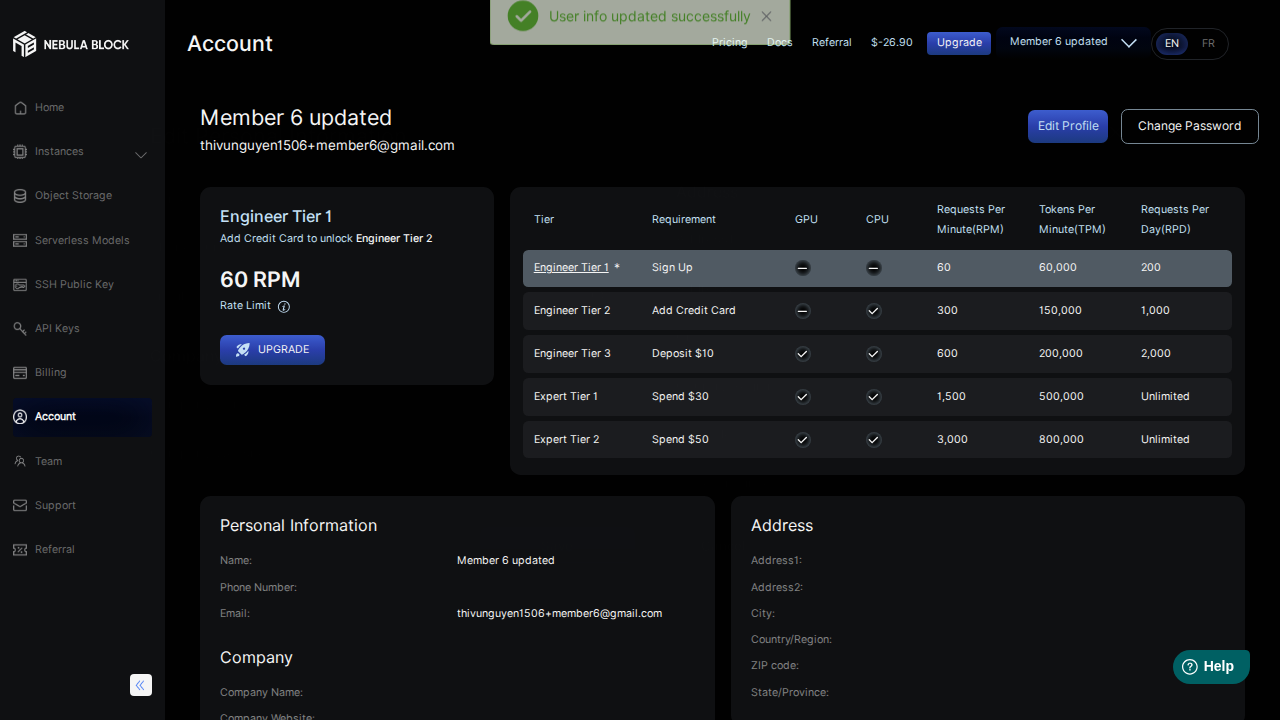 User info updated successfully
NEBULA BLOCK
Account
Pricing
Docs
Referral
$-26.90
Upgrade
Member 6 updated
EN
FR
Home
Instances
Object Storage
Serverless Models
SSH Public Key
API Keys
Billing
Account
Team
Support
Referral
Member 6 updated
thivunguyen1506+member6@gmail.com
Edit Profile
Change Password
Engineer Tier 1
Add Credit Card to unlock Engineer Tier 2
60 RPM
Rate Limit
UPGRADE
Tier Requirement GPU CPU Requests Per Minute(RPM) Tokens Per Minute(TPM) Requests Per Day(RPD)
Engineer Tier 1 * Sign Up 60 60,000 200
Engineer Tier 2 Add Credit Card 300 150,000 1,000
Engineer Tier 3 Deposit $10 600 200,000 2,000
Expert Tier 1 Spend $30 1,500 500,000 Unlimited
Expert Tier 2 Spend $50 3,000 800,000 Unlimited
Personal Information
Name: Member 6 updated
Phone Number:
Email: thivunguyen1506+member6@gmail.com
Company
Company Name:
Company Website:
Address
Address1:
Address2:
City:
Country/Region:
ZIP code:
State/Province:
Help